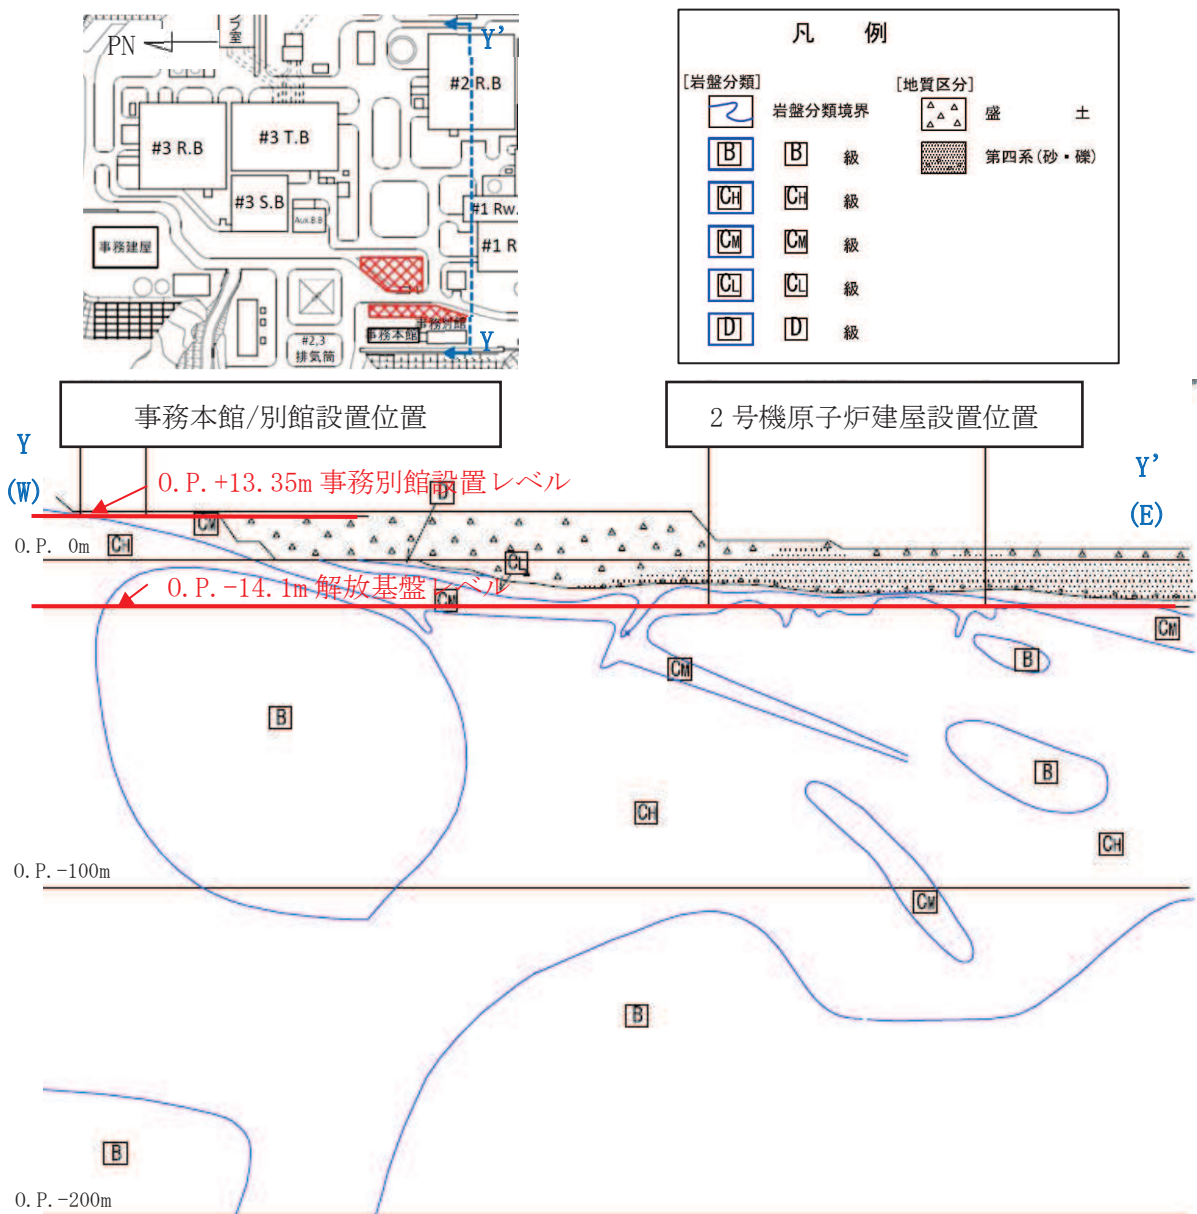 PN
プ
室
Y'
#2 R.B
#3 R.B
#3 T.B
#3 S.B
Aux.B.B
#1 Rw.
#1 R
事務建屋
#2,3
排気筒
事務別館
事務本館
Y
凡 例
[岩盤分類]
[地質区分]
岩盤分類境界
盛 土
B B 級
第四系(砂・礫)
CH CH 級
CM CM 級
CL CL 級
D D 級
事務本館/別館設置位置
2号機原子炉建屋設置位置
Y
(W)
Y'
(E)
O.P.+13.35m 事務別館設置レベル
D
CM
CH
O.P. 0m
CL
O.P.-14.1m 解放基盤レベル
CM
CM
B
CM
B
B
CH
CH
O.P.-100m
CM
B
B
O.P.-200m